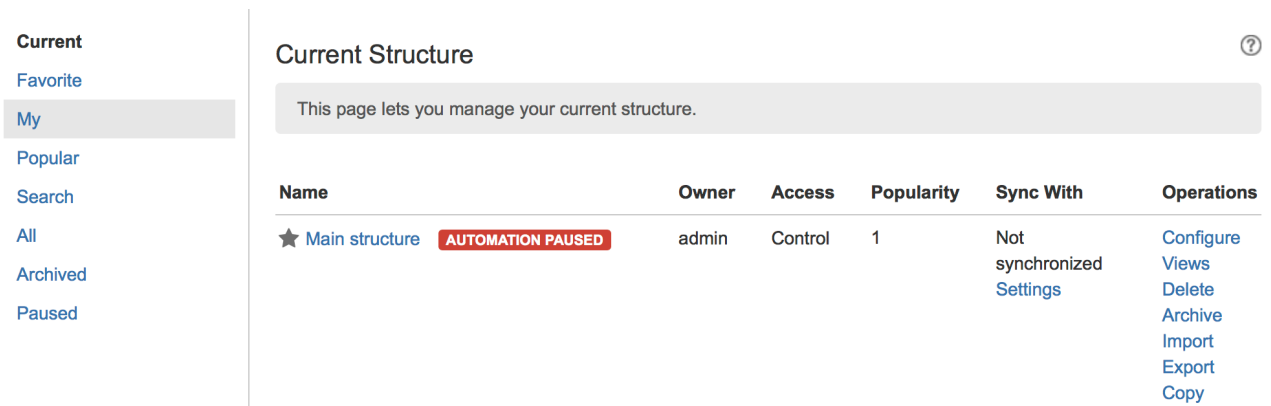 Current
Favorite
My
Popular
Search
All
Archived
Paused
Current Structure
?
This page lets you manage your current structure.
Name Owner Access Popularity Sync With Operations
Main structure AUTOMATION PAUSED admin Control 1 Not Configure
synchronized Views
Settings Delete
Archive
Import
Export
Copy